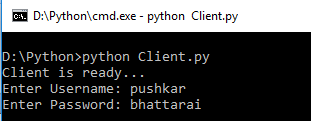 D:\Python\cmd.exe - python  Client.py
D:\Python>python Client.py
Client is ready...
Enter Username: pushkar
Enter Password: bhattarai